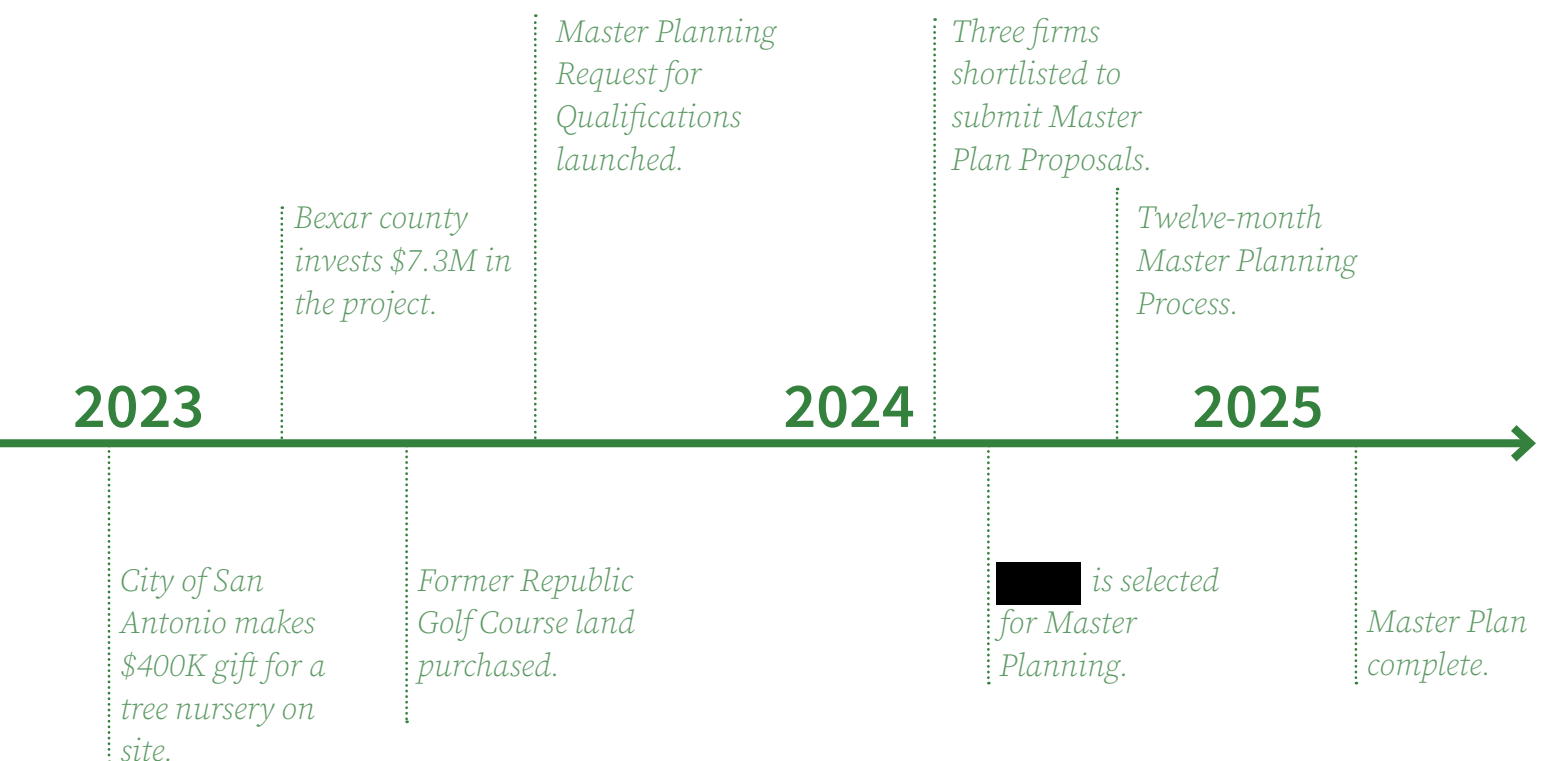 Master Planning
Request for
Qualifications
launched.
Three firms
shortlisted to
submit Master
Plan Proposals.
Bexar county
invests $7.3M in
the project.
Twelve-month
Master Planning
Process.
2023
2024
2025
City of San
Antonio makes
$400K gift for a
tree nursery on
site.
Former Republic
Golf Course land
purchased.
is selected
for Master
Planning.
Master Plan
complete.